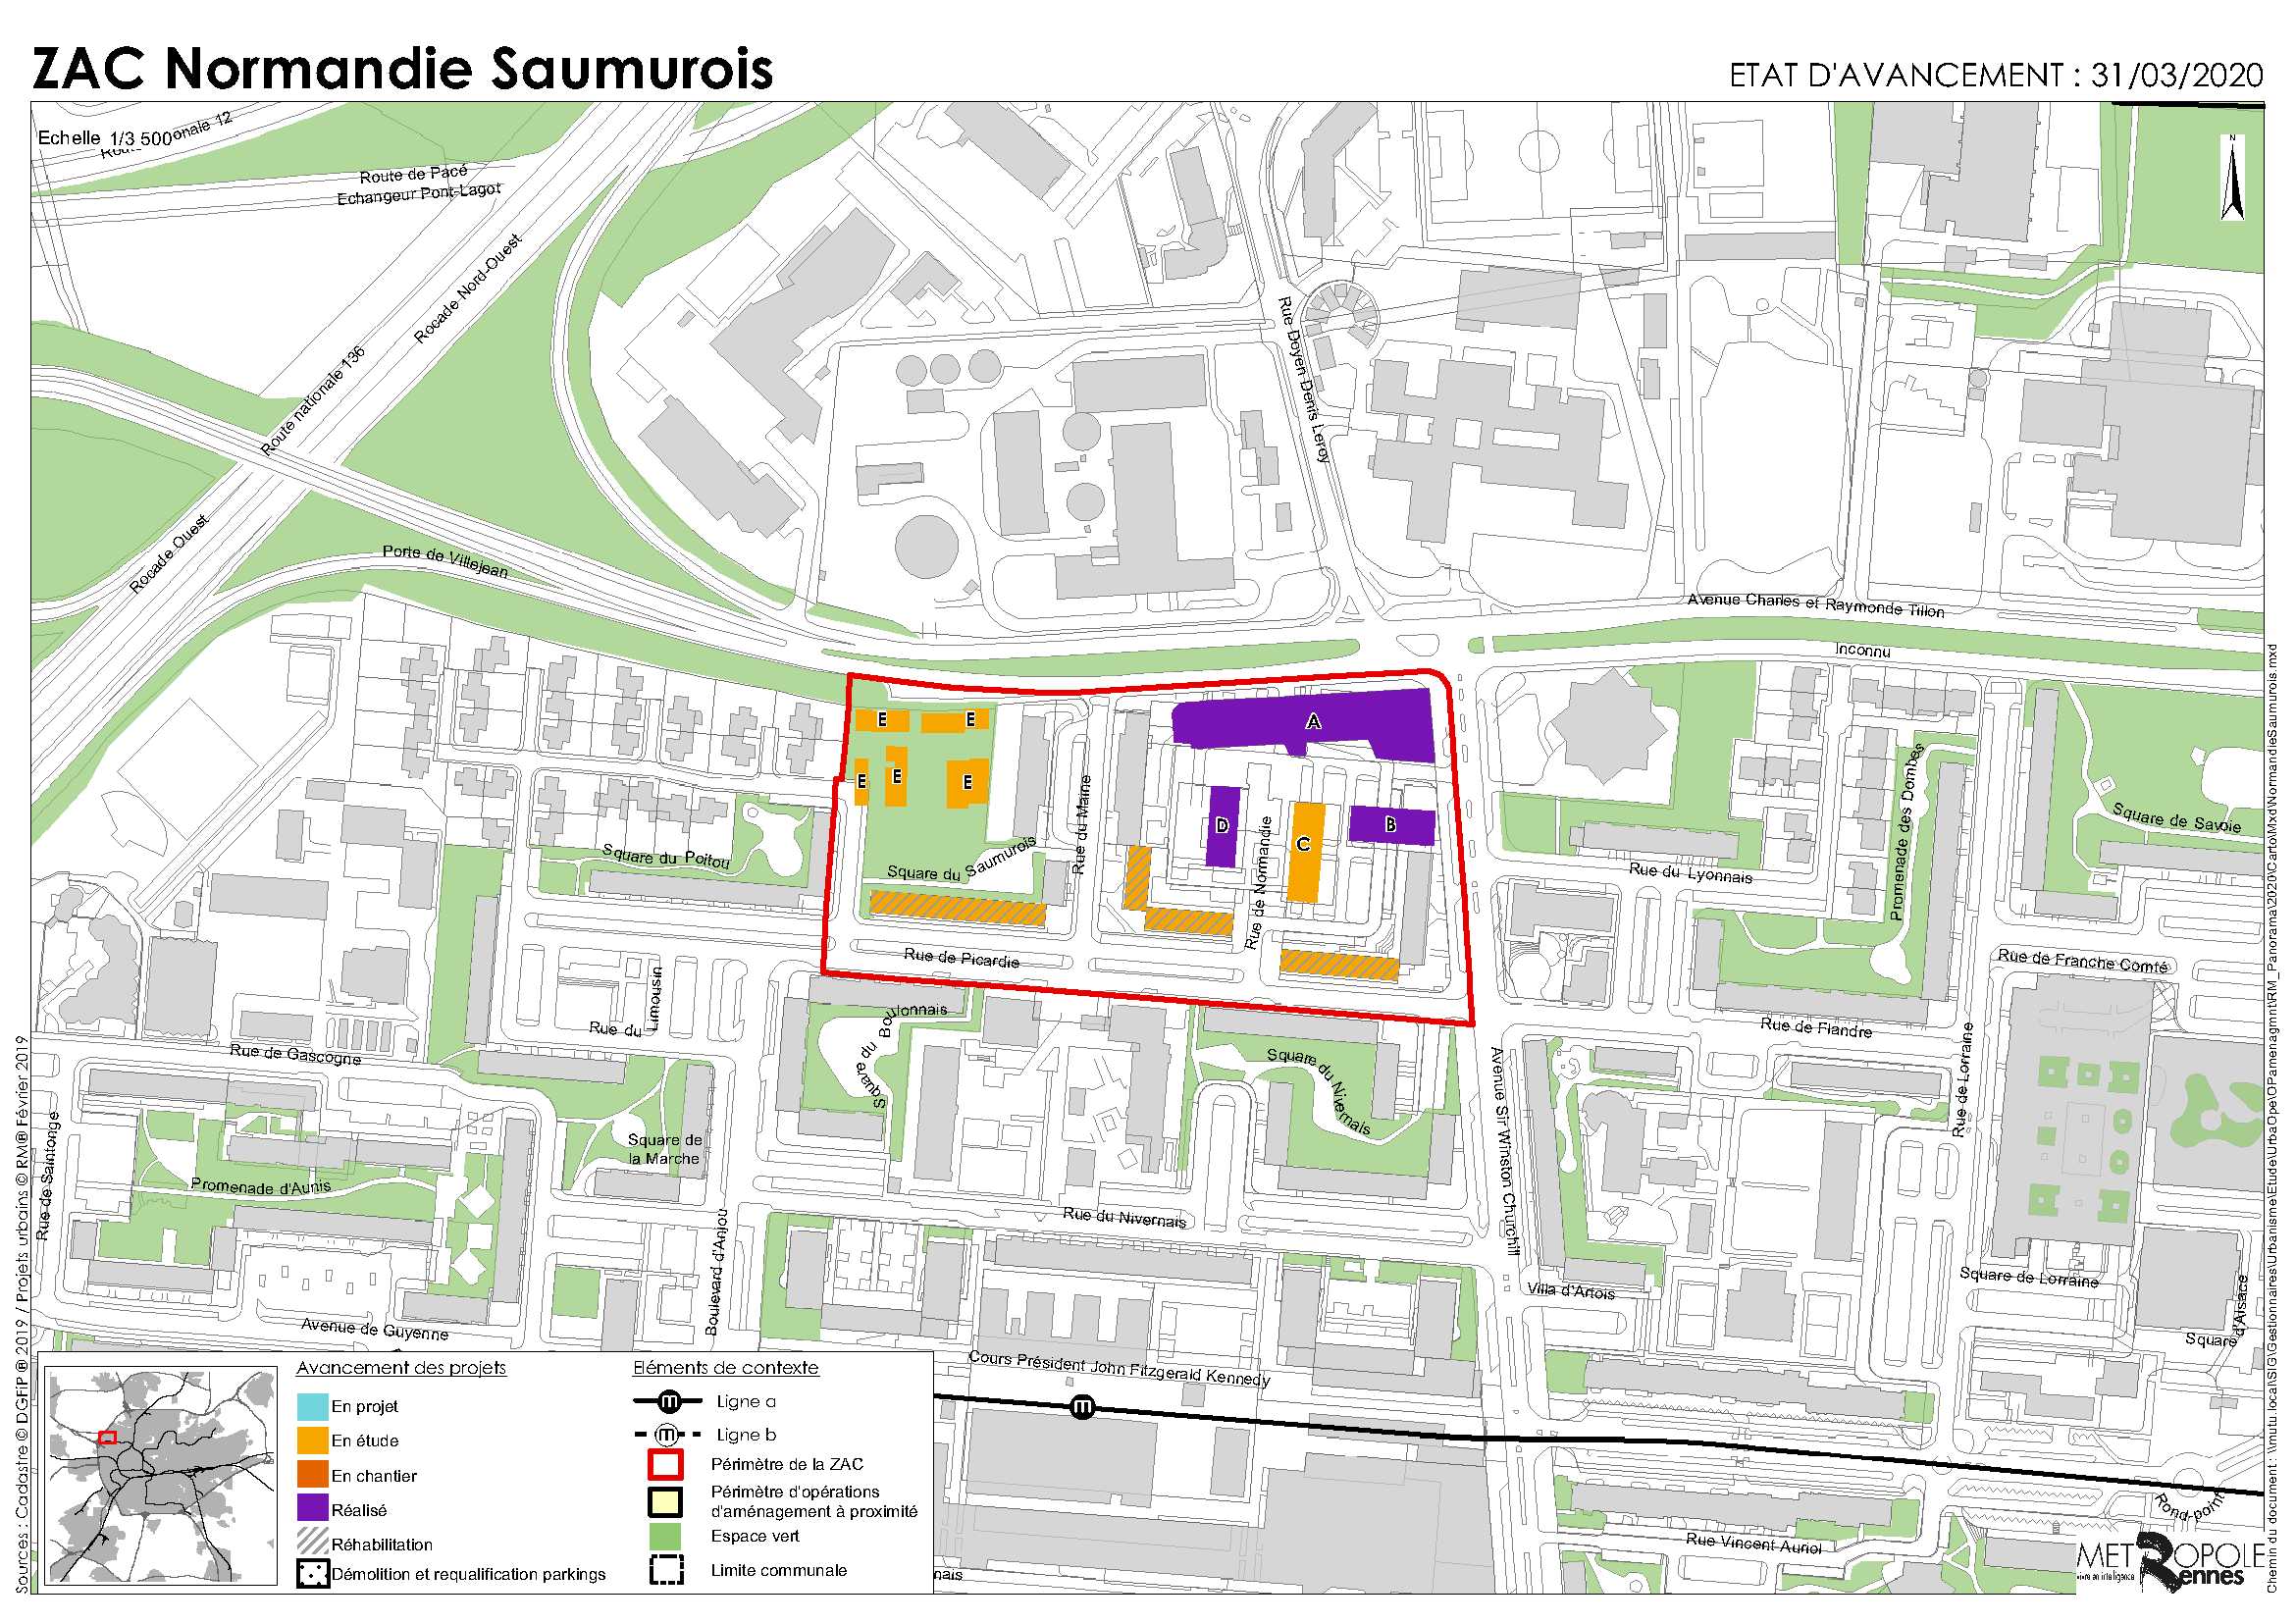 ZAC Normandie Saumurois
ETAT D'AVANCEMENT : 31/03/2020
Echelle 1/3 500
onale 12
Route de Pacé
Echangeur Pont-Lagot
Rocade Nord-Ouest
Route nationale 136
Rocade Ouest
Porte de Villejean
Rue Doyen Denis Leroy
Avenue Charles et Raymonde Tillon
Inconnu
N
E
E
E
E
E
A
B
C
D
Rue du Maine
Rue de Normandie
Square du Saumurois
Rue de Picardie
Square du Poitou
Promenade des Dombes
Square de Savoie
Rue du Lyonnais
Rue de Franche Comté
Rue de Flandre
Rue de Lorraine
Rue du Limousin
Rue de Gascogne
Square du Boulonnais
Square du Nivernais
Avenue Sir Winston Churchill
Square de
la Marche
Rue de Saintonge
Promenade d'Aunis
Boulevard d'Anjou
Rue du Nivernais
Villa d'Artois
Square de Lorraine
Square d'Alsace
Avenue de Guyenne
Cours Président John Fitzgerald Kennedy
m
Rond-point
Rue Vincent Auriol
nais
Avancement des projets
En projet
En étude
En chantier
Réalisé
Réhabilitation
Démolition et requalification parkings
Eléments de contexte
m Ligne a
m Ligne b
Périmètre de la ZAC
Périmètre d'opérations
d'aménagement à proximité
Espace vert
Limite communale
METROPOLE
Rennes
vivre en intelligence
Sources : Cadastre © DGFiP ® 2019 / Projets urbains © RM® Février 2019
Chemin du document : \\mutu.local\SIG\Gestionnaires\Urbanisme\Etude\UrbaOpe\OPamenagmnt\RM_Panorama\2020\Carto\Mxd\NormandieSaumurois.mxd